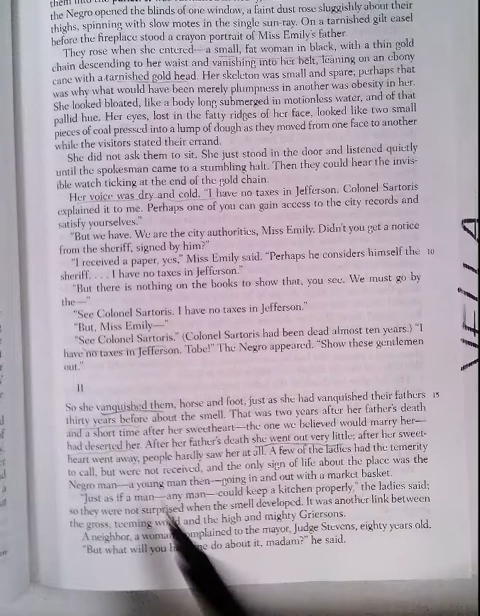 the Negro opened the blinds of one window, a faint dust rose sluggishly about their
thighs, spinning with slow motes in the single sun-ray. On a tarnished gilt easel
before the fireplace stood a crayon portrait of Miss Emily's father.
They rose when she entered—a small, fat woman in black, with a thin gold
chain descending to her waist and vanishing into her belt, leaning on an ebony
cane with a tarnished gold head. Her skeleton was small and spare; perhaps that
was why what would have been merely plumpness in another was obesity in her.
She looked bloated, like a body long submerged in motionless water, and of that
pallid hue. Her eyes, lost in the fatty ridges of her face, looked like two small
pieces of coal pressed into a lump of dough as they moved from one face to another
while the visitors stated their errand.
She did not ask them to sit. She just stood in the door and listened quietly
until the spokesman came to a stumbling halt. Then they could hear the invis-
ible watch ticking at the end of the gold chain.
Her voice was dry and cold. "I have no taxes in Jefferson. Colonel Sartoris
explained it to me. Perhaps one of you can gain access to the city records and
satisfy yourselves."
"But we have. We are the city authorities, Miss Emily. Didn't you get a notice
from the sheriff, signed by him?"
"I received a paper, yes," Miss Emily said. "Perhaps he considers himself the 10
sheriff. . . . I have no taxes in Jefferson."
"But there is nothing on the books to show that, you see. We must go by
the—"
"See Colonel Sartoris. I have no taxes in Jefferson."
"But, Miss Emily—"
"See Colonel Sartoris." (Colonel Sartoris had been dead almost ten years.) "I
have no taxes in Jefferson. Tobe!" The Negro appeared. "Show these gentlemen
out."
II
So she vanquished them, horse and foot, just as she had vanquished their fathers 15
thirty years before about the smell. That was two years after her father's death
and a short time after her sweetheart—the one we believed would marry her—
had deserted her. After her father's death she went out very little; after her sweet-
heart went away, people hardly saw her at all. A few of the ladies had the temerity
to call, but were not received, and the only sign of life about the place was the
Negro man—a young man then—going in and out with a market basket.
"Just as if a man—any man—could keep a kitchen properly," the ladies said;
so they were not surprised when the smell developed. It was another link between
the gross, teeming and the high and mighty Griersons.
A neighbor, a woman, complained to the mayor, Judge Stevens, eighty years old.
"But what will you do about it, madam?" he said.